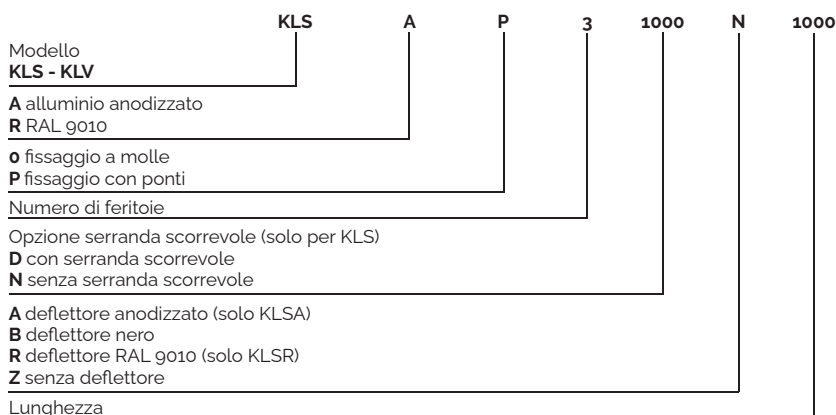 KLS A P 3 1000 N 1000
Modello
KLS - KLV
A alluminio anodizzato
R RAL 9010
0 fissaggio a molle
P fissaggio con ponti
Numero di feritoie
Opzione serranda scorrevole (solo per KLS)
D con serranda scorrevole
N senza serranda scorrevole
A deflettore anodizzato (solo KLSA)
B deflettore nero
R deflettore RAL 9010 (solo KLSR)
Z senza deflettore
Lunghezza